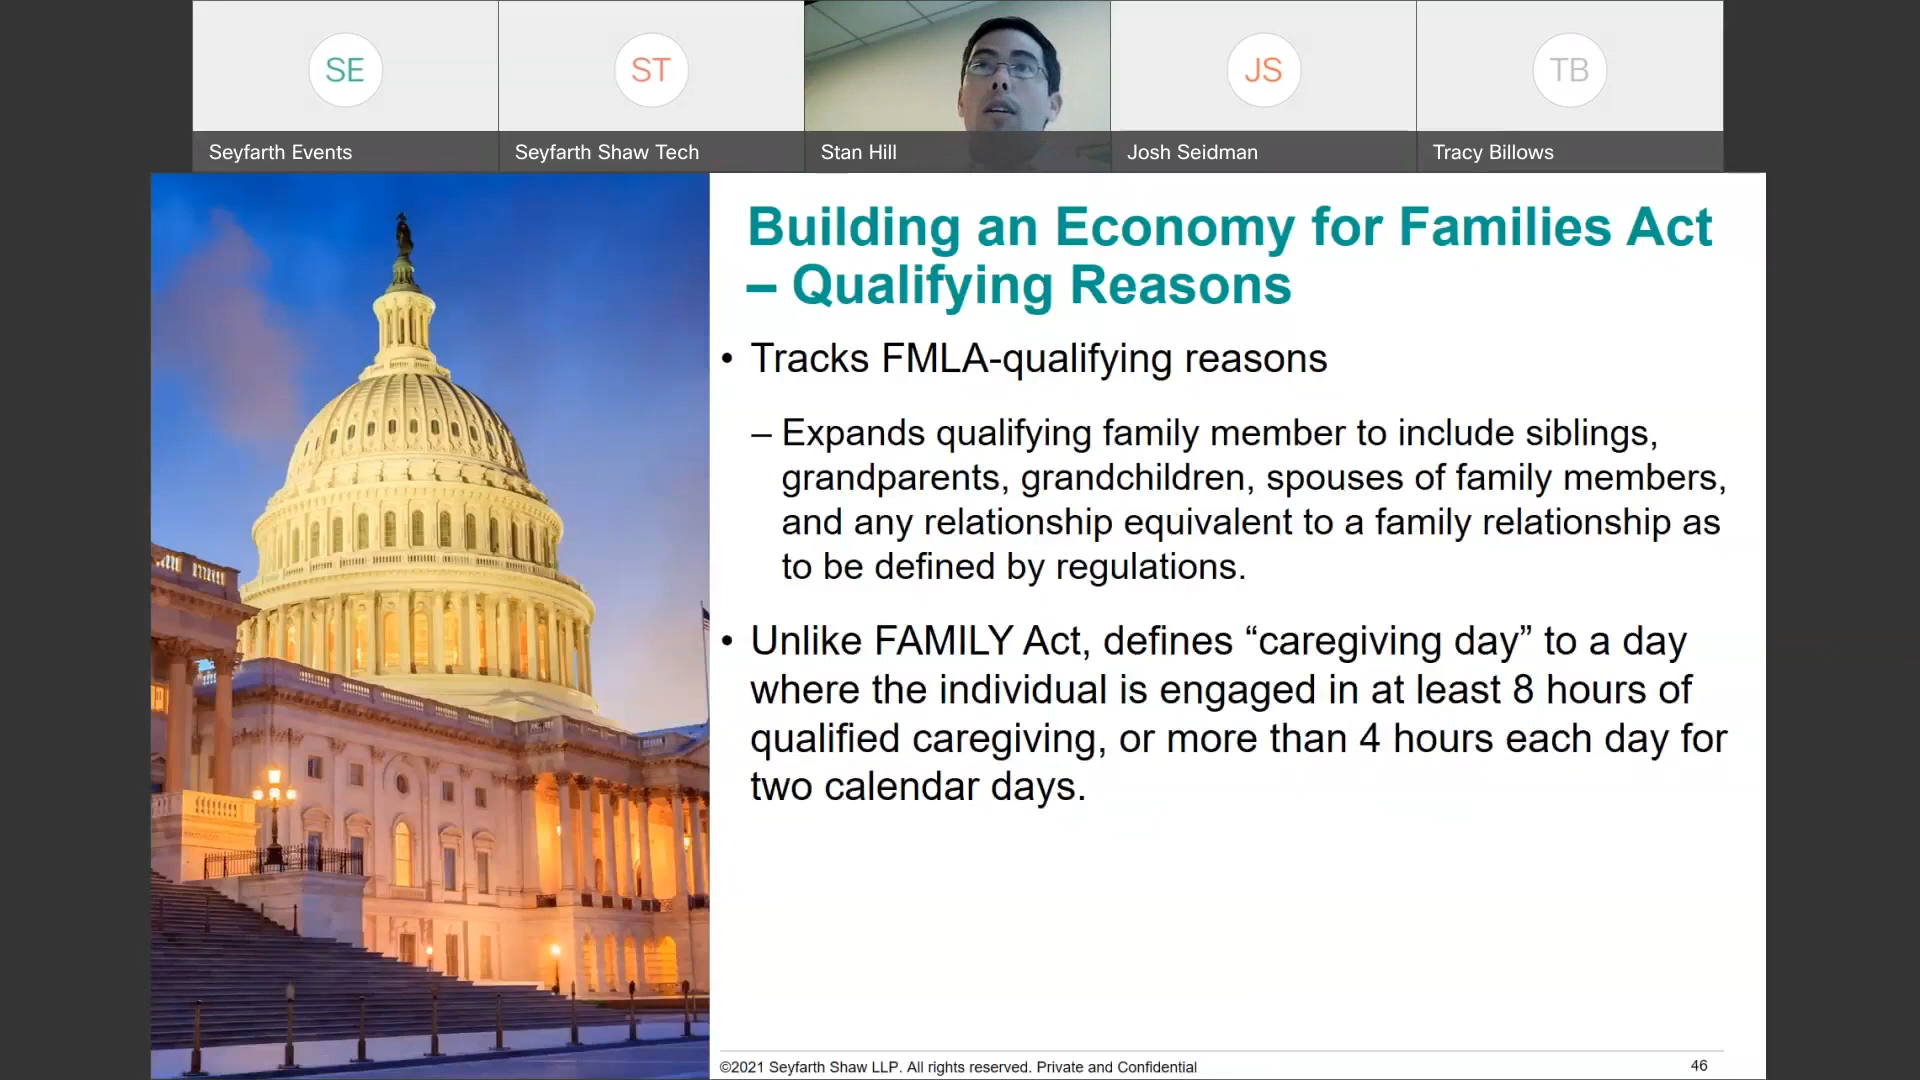 SE
ST
JS
TB
Seyfarth Events
Seyfarth Shaw Tech
Stan Hill
Josh Seidman
Tracy Billows
Building an Economy for Families Act
– Qualifying Reasons
• Tracks FMLA-qualifying reasons
– Expands qualifying family member to include siblings,
grandparents, grandchildren, spouses of family members,
and any relationship equivalent to a family relationship as
to be defined by regulations.
• Unlike FAMILY Act, defines “caregiving day” to a day
where the individual is engaged in at least 8 hours of
qualified caregiving, or more than 4 hours each day for
two calendar days.
©2021 Seyfarth Shaw LLP. All rights reserved. Private and Confidential
46